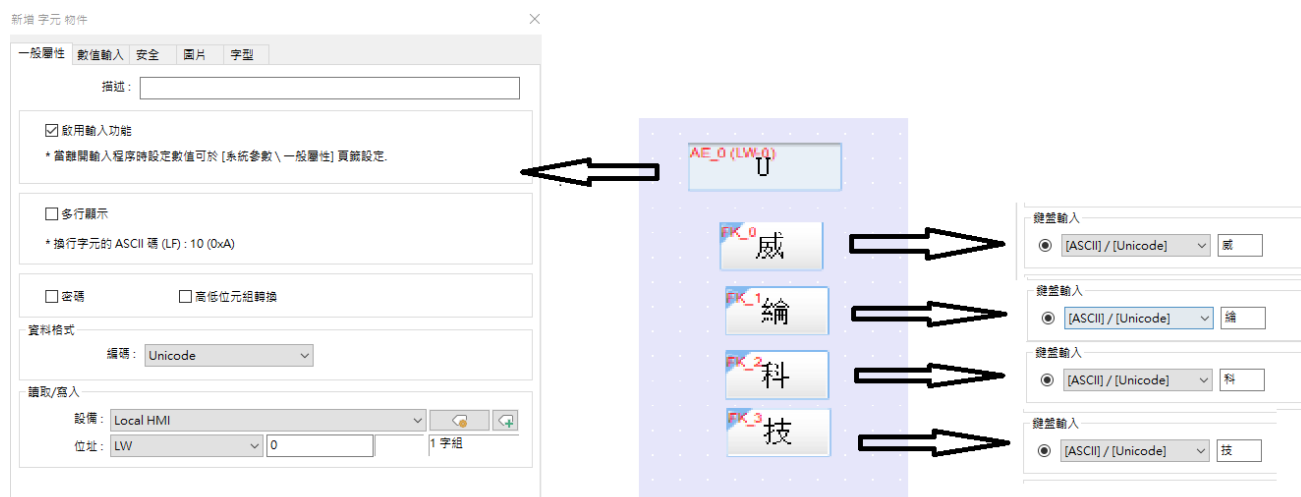 新增 字元 物件
一般屬性 數值輸入 安全 圖片 字型
描述 :
啟用輸入功能
* 當離開輸入程序時設定數值可於 [系統參數 \ 一般屬性] 頁籤設定.
多行顯示
* 換行字元的 ASCII 碼 (LF) : 10 (0xA)
密碼 高低位元組轉換
資料格式
編碼 : Unicode
讀取/寫入
設備 : Local HMI
位址 : LW 0 1 字組
AE_0 (LW-0)
U
FK_0
威
FK_1
綸
FK_2
科
FK_3
技
鍵盤輸入
[ASCII] / [Unicode] 威
鍵盤輸入
[ASCII] / [Unicode] 綸
鍵盤輸入
[ASCII] / [Unicode] 科
鍵盤輸入
[ASCII] / [Unicode] 技